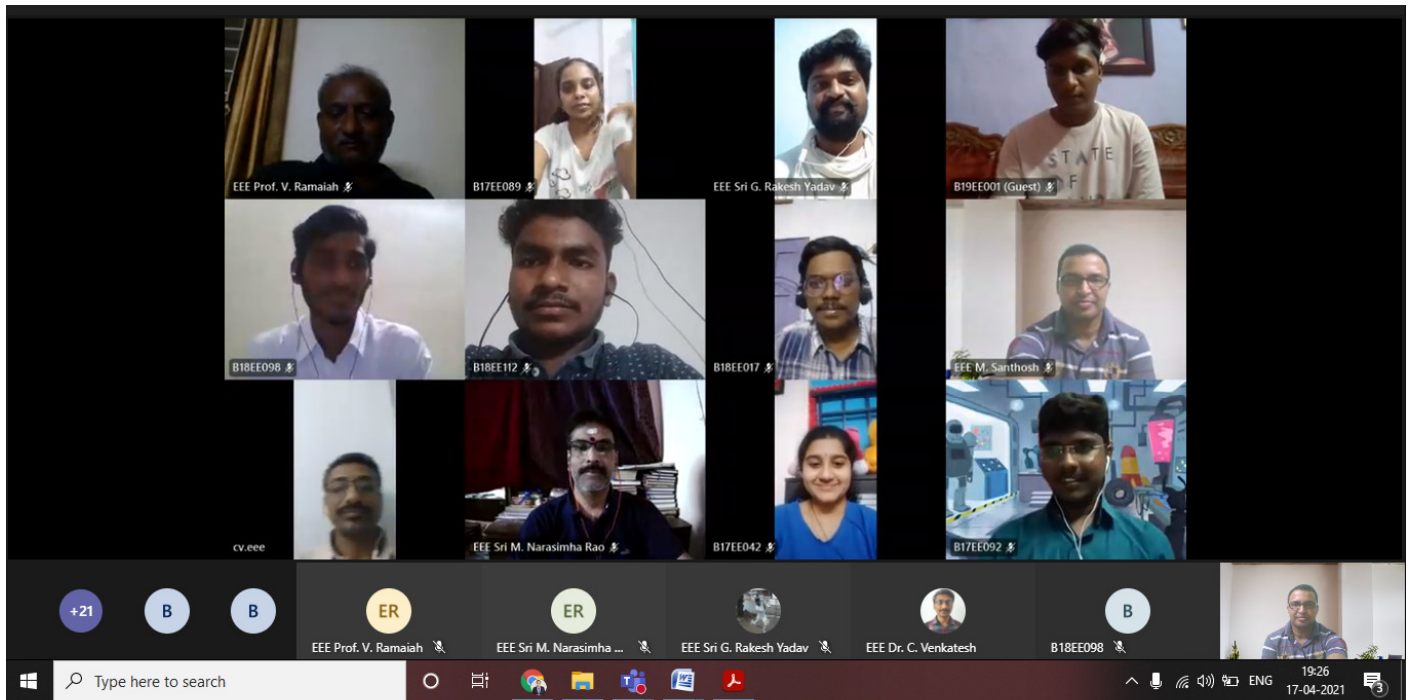 EEE Prof. V. Ramaiah
B17EE089
EEE Sri G. Rakesh Yadav
B19EE001 (Guest)
STATE
OF
B18EE098
B18EE112
B18EE017
EEE M. Santhosh
cv.eee
EEE Sri M. Narasimha Rao
B17EE042
B17EE092
+21
B
B
ER
ER
B
EEE Prof. V. Ramaiah
EEE Sri M. Narasimha ...
EEE Sri G. Rakesh Yadav
EEE Dr. C. Venkatesh
B18EE098
Type here to search
ENG
19:26
17-04-2021
3